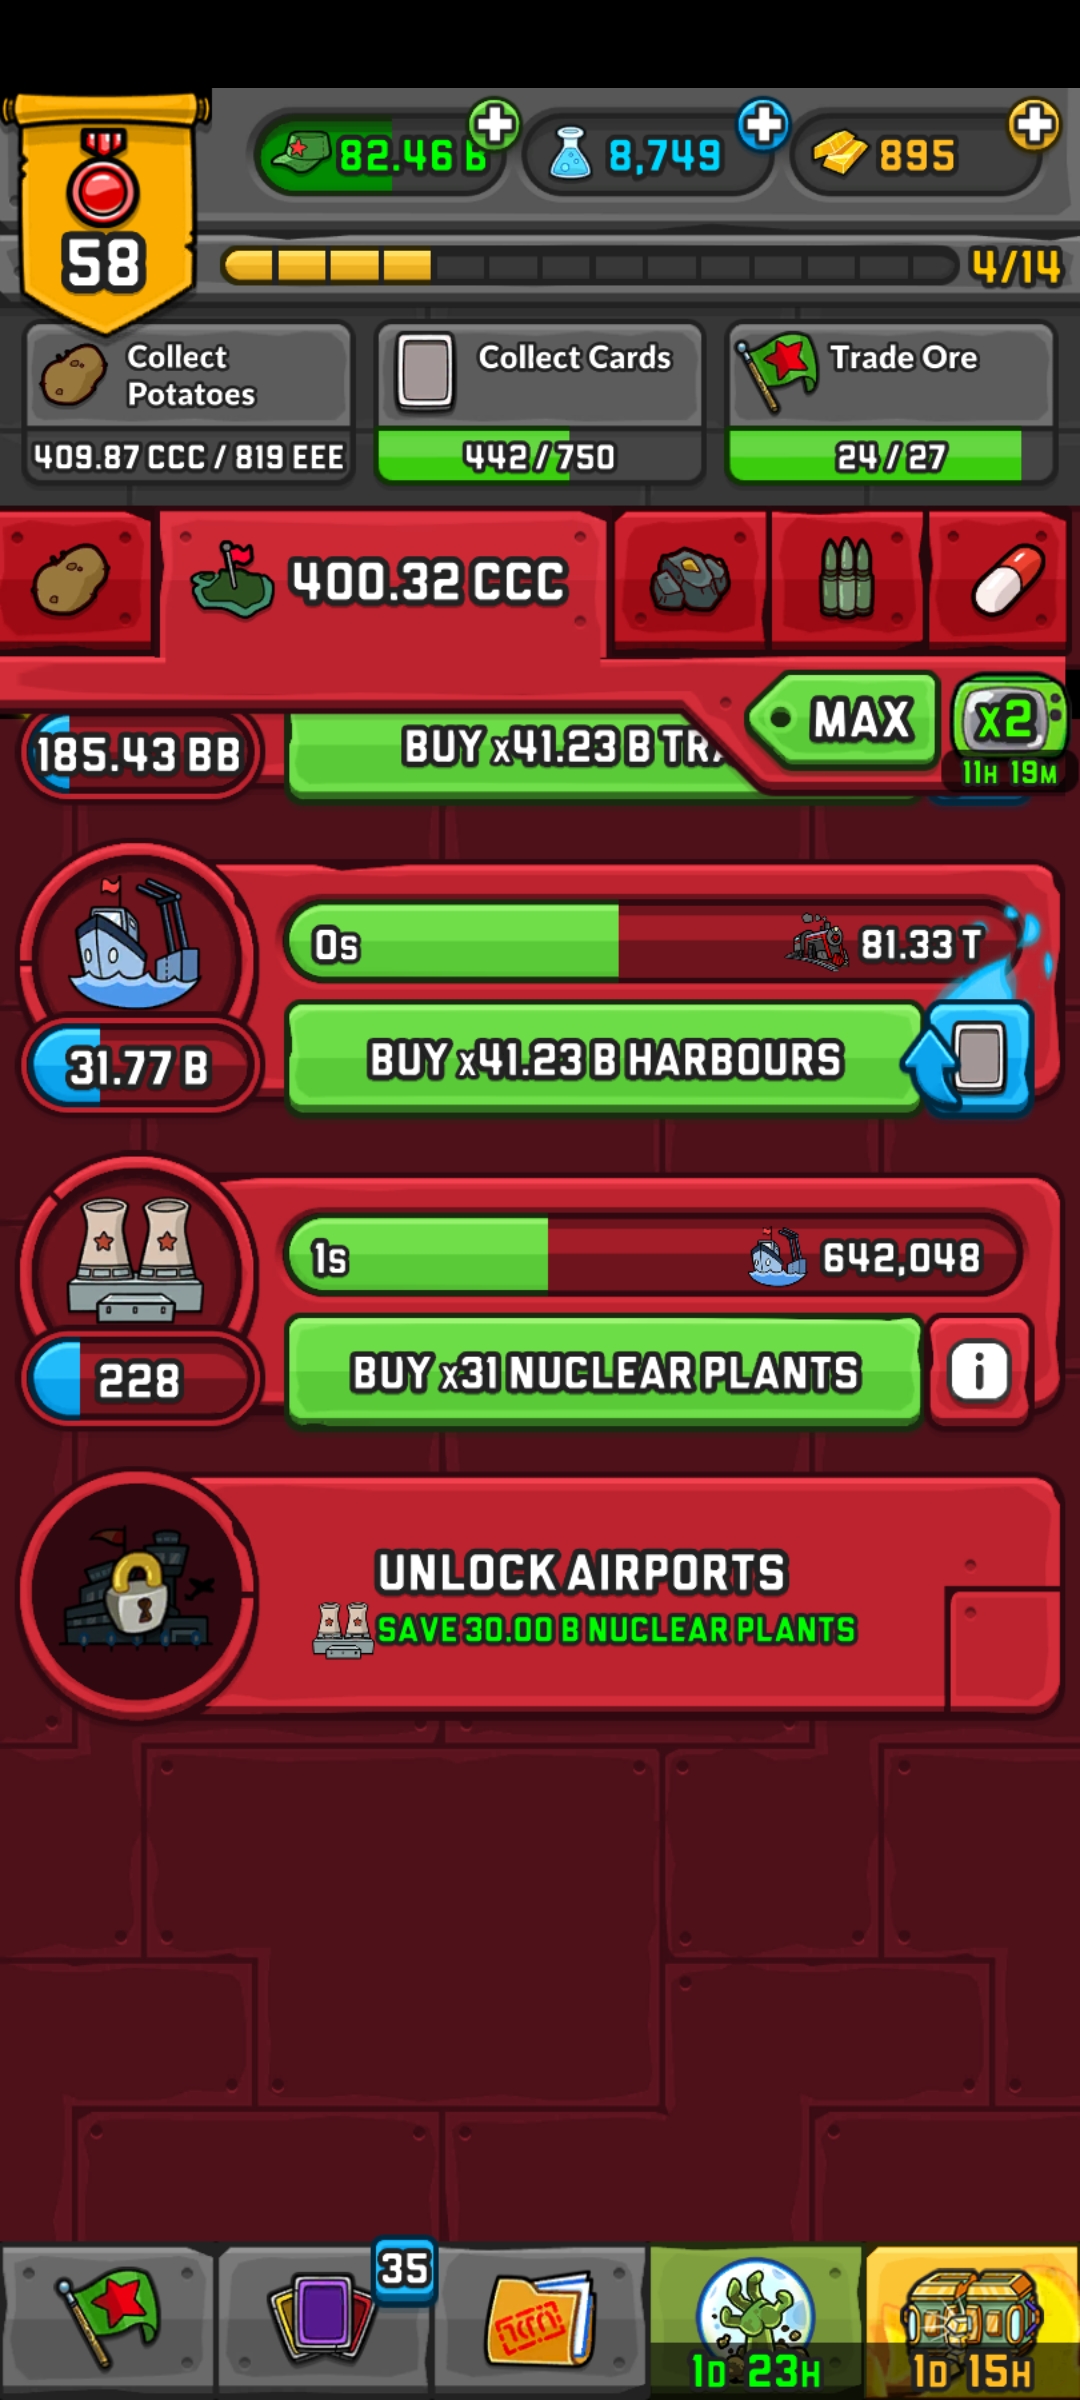 82.46 B
8,749
895
58
4/14
Collect
Potatoes
409.87 CCC / 819 EEE
Collect Cards
442/750
Trade Ore
24/27
400.32 CCC
MAX
x2
11H 19M
185.43 BB
BUY x41.23 B
0s
81.33 T
31.77 B
BUY x41.23 B HARBOURS
1s
642,048
228
BUY x31 NUCLEAR PLANTS
i
UNLOCK AIRPORTS
SAVE 30.00 B NUCLEAR PLANTS
35
1D 23H
1D 15H